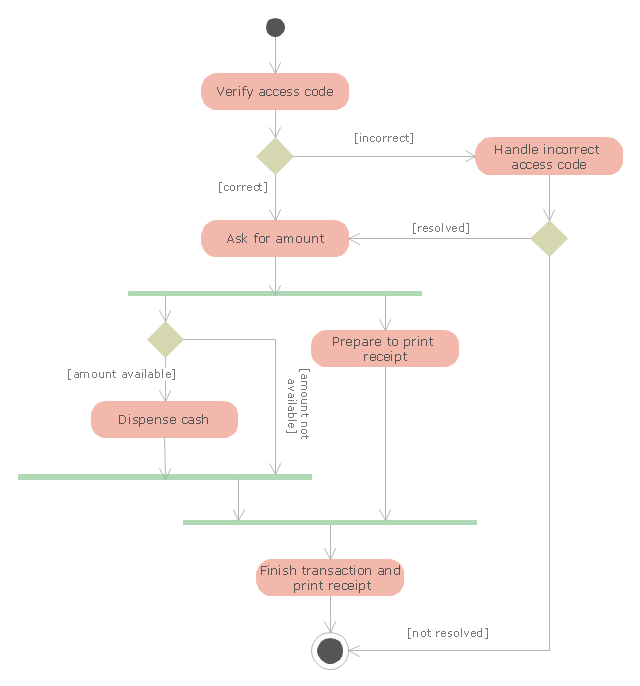 Verify access code
[incorrect]
Handle incorrect
access code
[correct]
Ask for amount
[resolved]
Prepare to print
receipt
[amount available]
[amount not
available]
Dispense cash
Finish transaction and
print receipt
[not resolved]